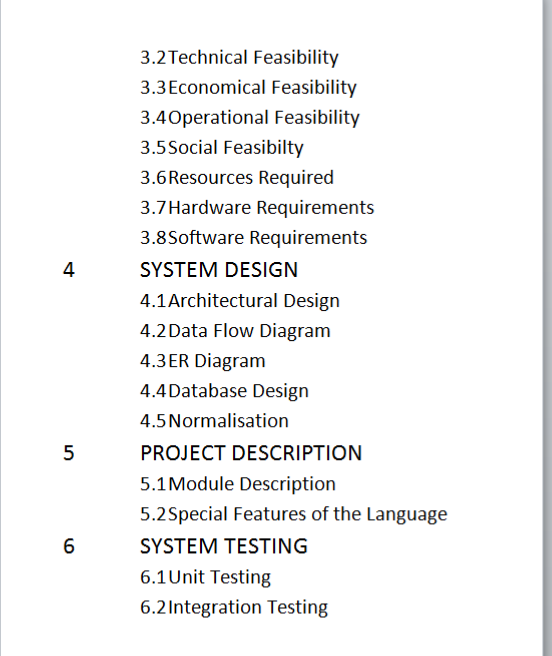 3.2Technical Feasibility
3.3Economical Feasibility
3.4Operational Feasibility
3.5Social Feasibilty
3.6Resources Required
3.7Hardware Requirements
3.8Software Requirements
4 SYSTEM DESIGN
4.1Architectural Design
4.2Data Flow Diagram
4.3ER Diagram
4.4Database Design
4.5Normalisation
5 PROJECT DESCRIPTION
5.1Module Description
5.2Special Features of the Language
6 SYSTEM TESTING
6.1Unit Testing
6.2Integration Testing